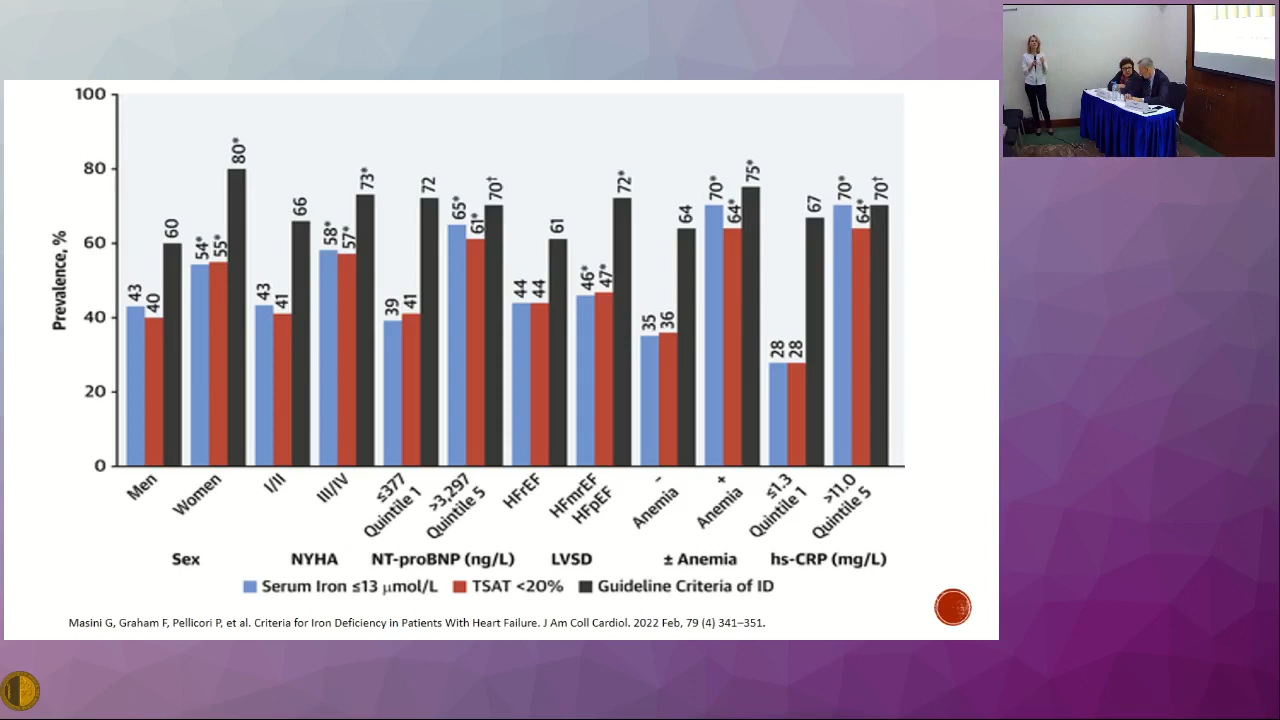 100
80
60
40
20
0
Prevalence, %
43
40
60
54*
55*
80*
43
41
66
58*
57*
73*
39
41
72
65*
61*
70†
44
44
61
46*
47*
72*
35
36
64
70*
64*
75*
28
28
67
70*
64*
70†
Men
Women
I/II
III/IV
≤377
Quintile 1
>3,297
Quintile 5
HFrEF
HFmrEF
HFpEF
-
Anemia
+
Anemia
≤1.3
Quintile 1
>11.0
Quintile 5
Sex
NYHA
NT-proBNP (ng/L)
LVSD
± Anemia
hs-CRP (mg/L)
Serum Iron ≤13 μmol/L
TSAT <20%
Guideline Criteria of ID
Masini G, Graham F, Pellicori P, et al. Criteria for Iron Deficiency in Patients With Heart Failure. J Am Coll Cardiol. 2022 Feb, 79 (4) 341–351.